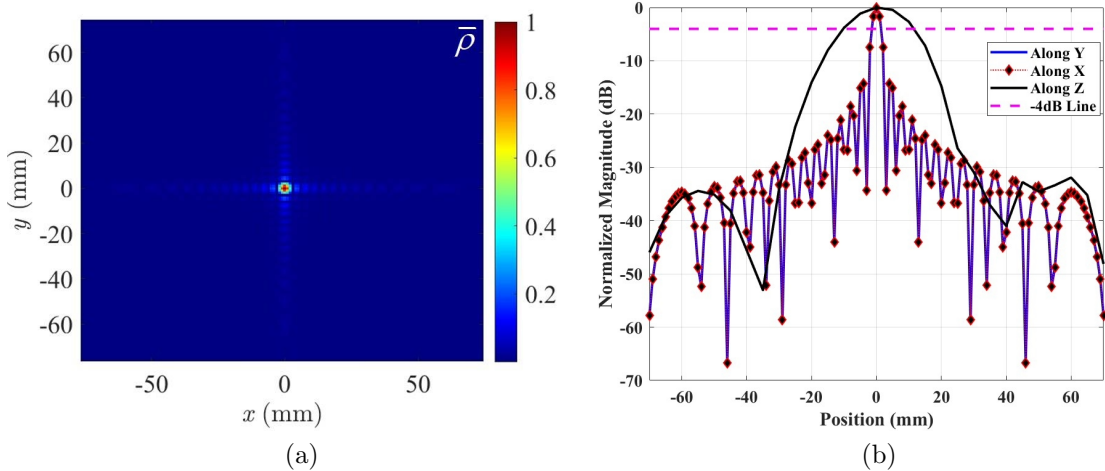 ρ̅
60
40
20
0
-20
-40
-60
y (mm)
-50
0
50
x (mm)
1
0.8
0.6
0.4
0.2
(a)
0
-10
-20
-30
-40
-50
-60
-70
Normalized Magnitude (dB)
-60
-40
-20
0
20
40
60
Position (mm)
Along Y
Along X
Along Z
-4dB Line
(b)